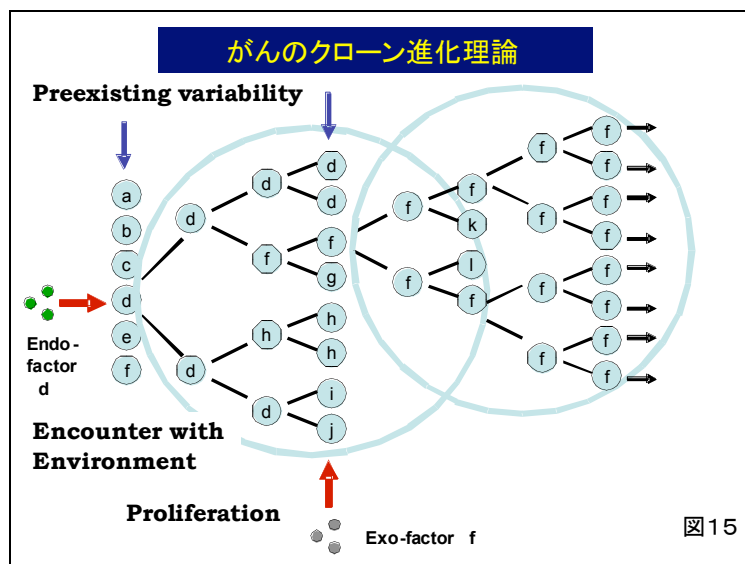 がんのクローン進化理論
Preexisting variability
a
b
c
d
e
f
d
d
d
f
h
d
d
d
f
g
h
h
i
j
f
f
f
k
l
f
f
f
f
f
f
f
f
f
f
f
f
f
Endo-
factor
d
Encounter with
Environment
Proliferation
Exo-factor f
図15